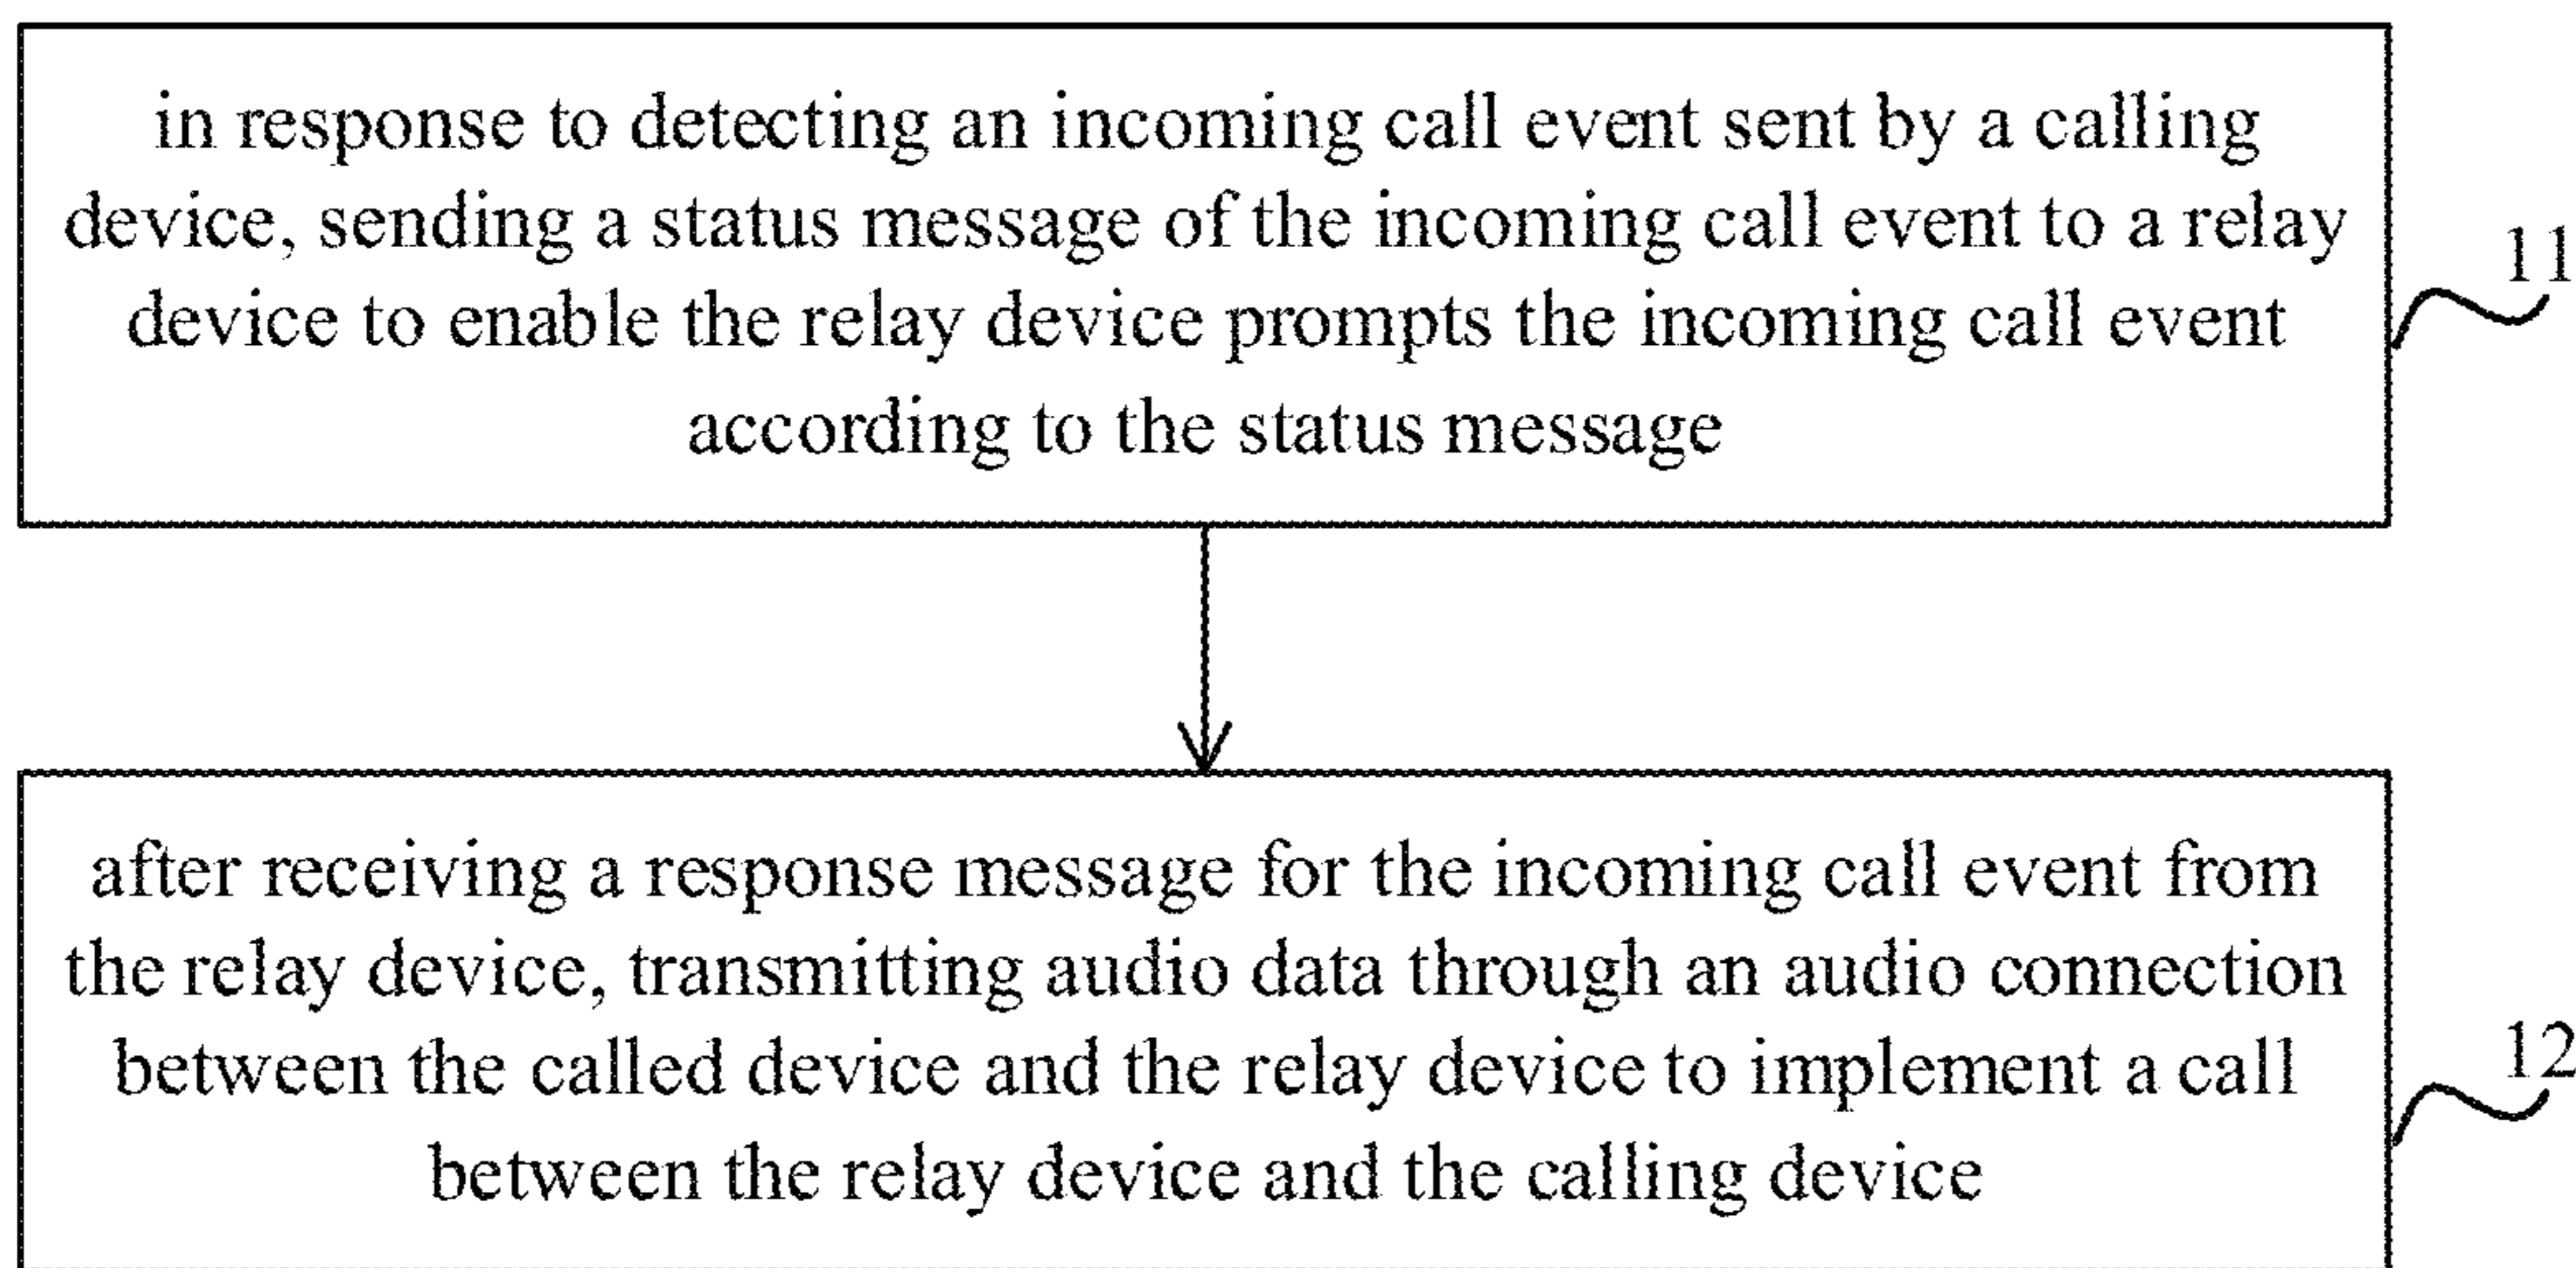 in response to detecting an incoming call event sent by a calling
device, sending a status message of the incoming call event to a relay
device to enable the relay device prompts the incoming call event
according to the status message
11
after receiving a response message for the incoming call event from
the relay device, transmitting audio data through an audio connection
between the called device and the relay device to implement a call
between the relay device and the calling device
12